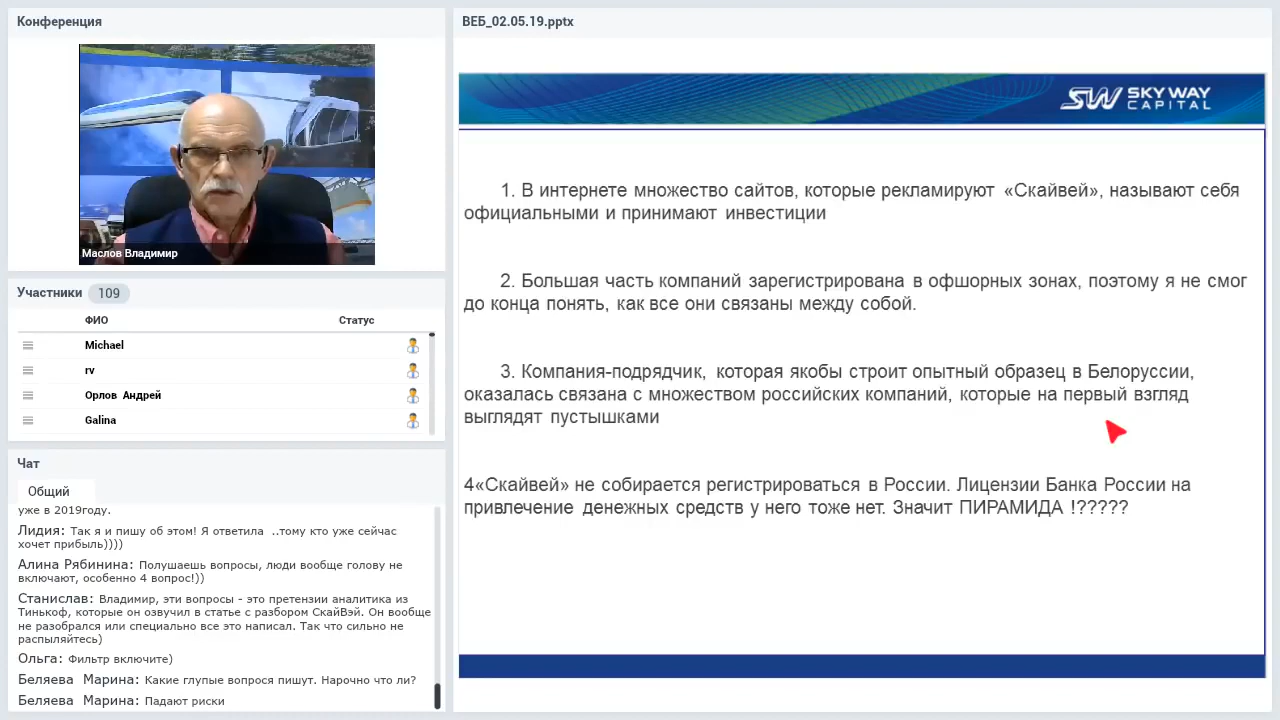 Конференция
Маслов Владимир
Участники 109
ФИО Статус
Michael
rv
Орлов Андрей
Galina
Чат
Общий
уже в 2019году.
Лидия: Так я и пишу об этом! Я ответила ..тому кто уже сейчас
хочет прибыль))))
Алина Рябинина: Полушаешь вопросы, люди вообще голову не
включают, особенно 4 вопрос!))
Станислав: Владимир, эти вопросы - это претензии аналитика из
Тинькоф, которые он озвучил в статье с разбором СкайВэй. Он вообще
не разобрался или специально все это написал. Так что сильно не
распыляйтесь)
Ольга: Фильтр включите)
Беляева Марина: Какие глупые вопрося пишут. Нарочно что ли?
Беляева Марина: Падают риски
ВЕБ_02.05.19.pptx
SW SKY WAY
CAPITAL
1. В интернете множество сайтов, которые рекламируют «Скайвей», называют себя
официальными и принимают инвестиции
2. Большая часть компаний зарегистрирована в офшорных зонах, поэтому я не смог
до конца понять, как все они связаны между собой.
3. Компания-подрядчик, которая якобы строит опытный образец в Белоруссии,
оказалась связана с множеством российских компаний, которые на первый взгляд
выглядят пустышками
4«Скайвей» не собирается регистрироваться в России. Лицензии Банка России на
привлечение денежных средств у него тоже нет. Значит ПИРАМИДА !?????